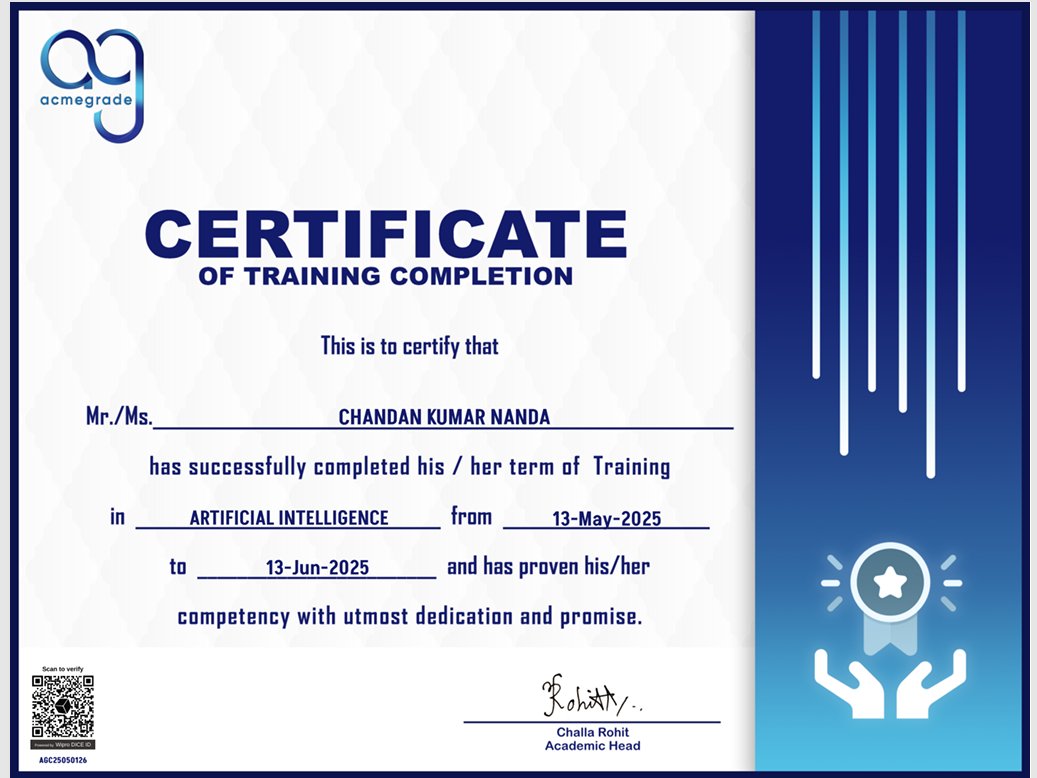 acmegrade
CERTIFICATE
OF TRAINING COMPLETION
This is to certify that
Mr./Ms. CHANDAN KUMAR NANDA
has successfully completed his / her term of Training
in ARTIFICIAL INTELLIGENCE from 13-May-2025
to 13-Jun-2025 and has proven his/her
competency with utmost dedication and promise.
Scan to verify
Powered by Wipro DICE ID
AGC25050126
Rohith
Challa Rohit
Academic Head